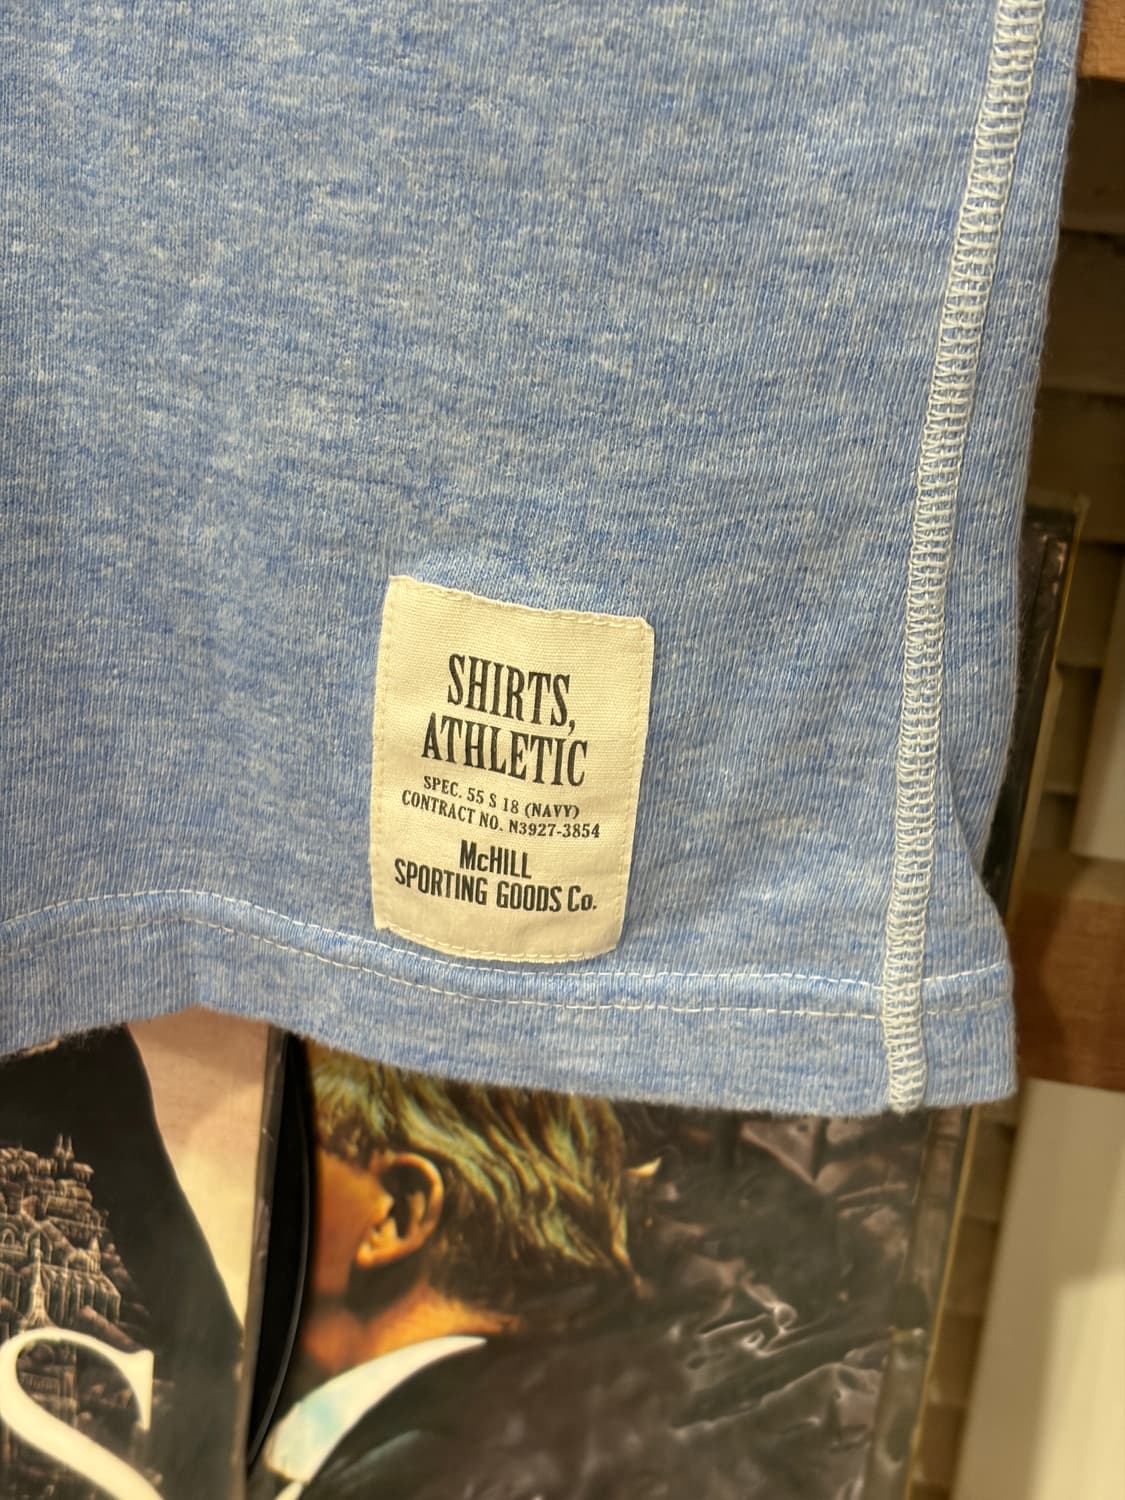 SHIRTS,
ATHLETIC
SPEC. 55 S 18 (NAVY)
CONTRACT NO. N3927-3854
McHILL
SPORTING GOODS Co.
S